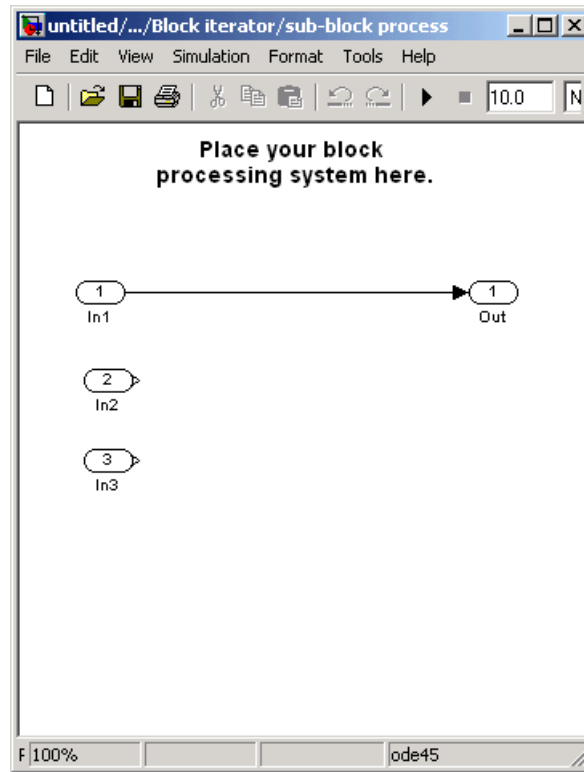 untitled/.../Block iterator/sub-block process
File Edit View Simulation Format Tools Help
10.0 N
Place your block
processing system here.
1 1
In1 Out
2
In2
3
In3
F 100% ode45